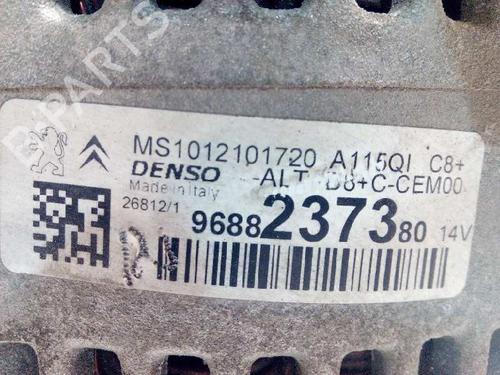 B-PARTS
MS1012101720 A115QI C8+
DENSO -ALT D8+C-CEM00
Made in Italy
26812/1
9688237380 14V